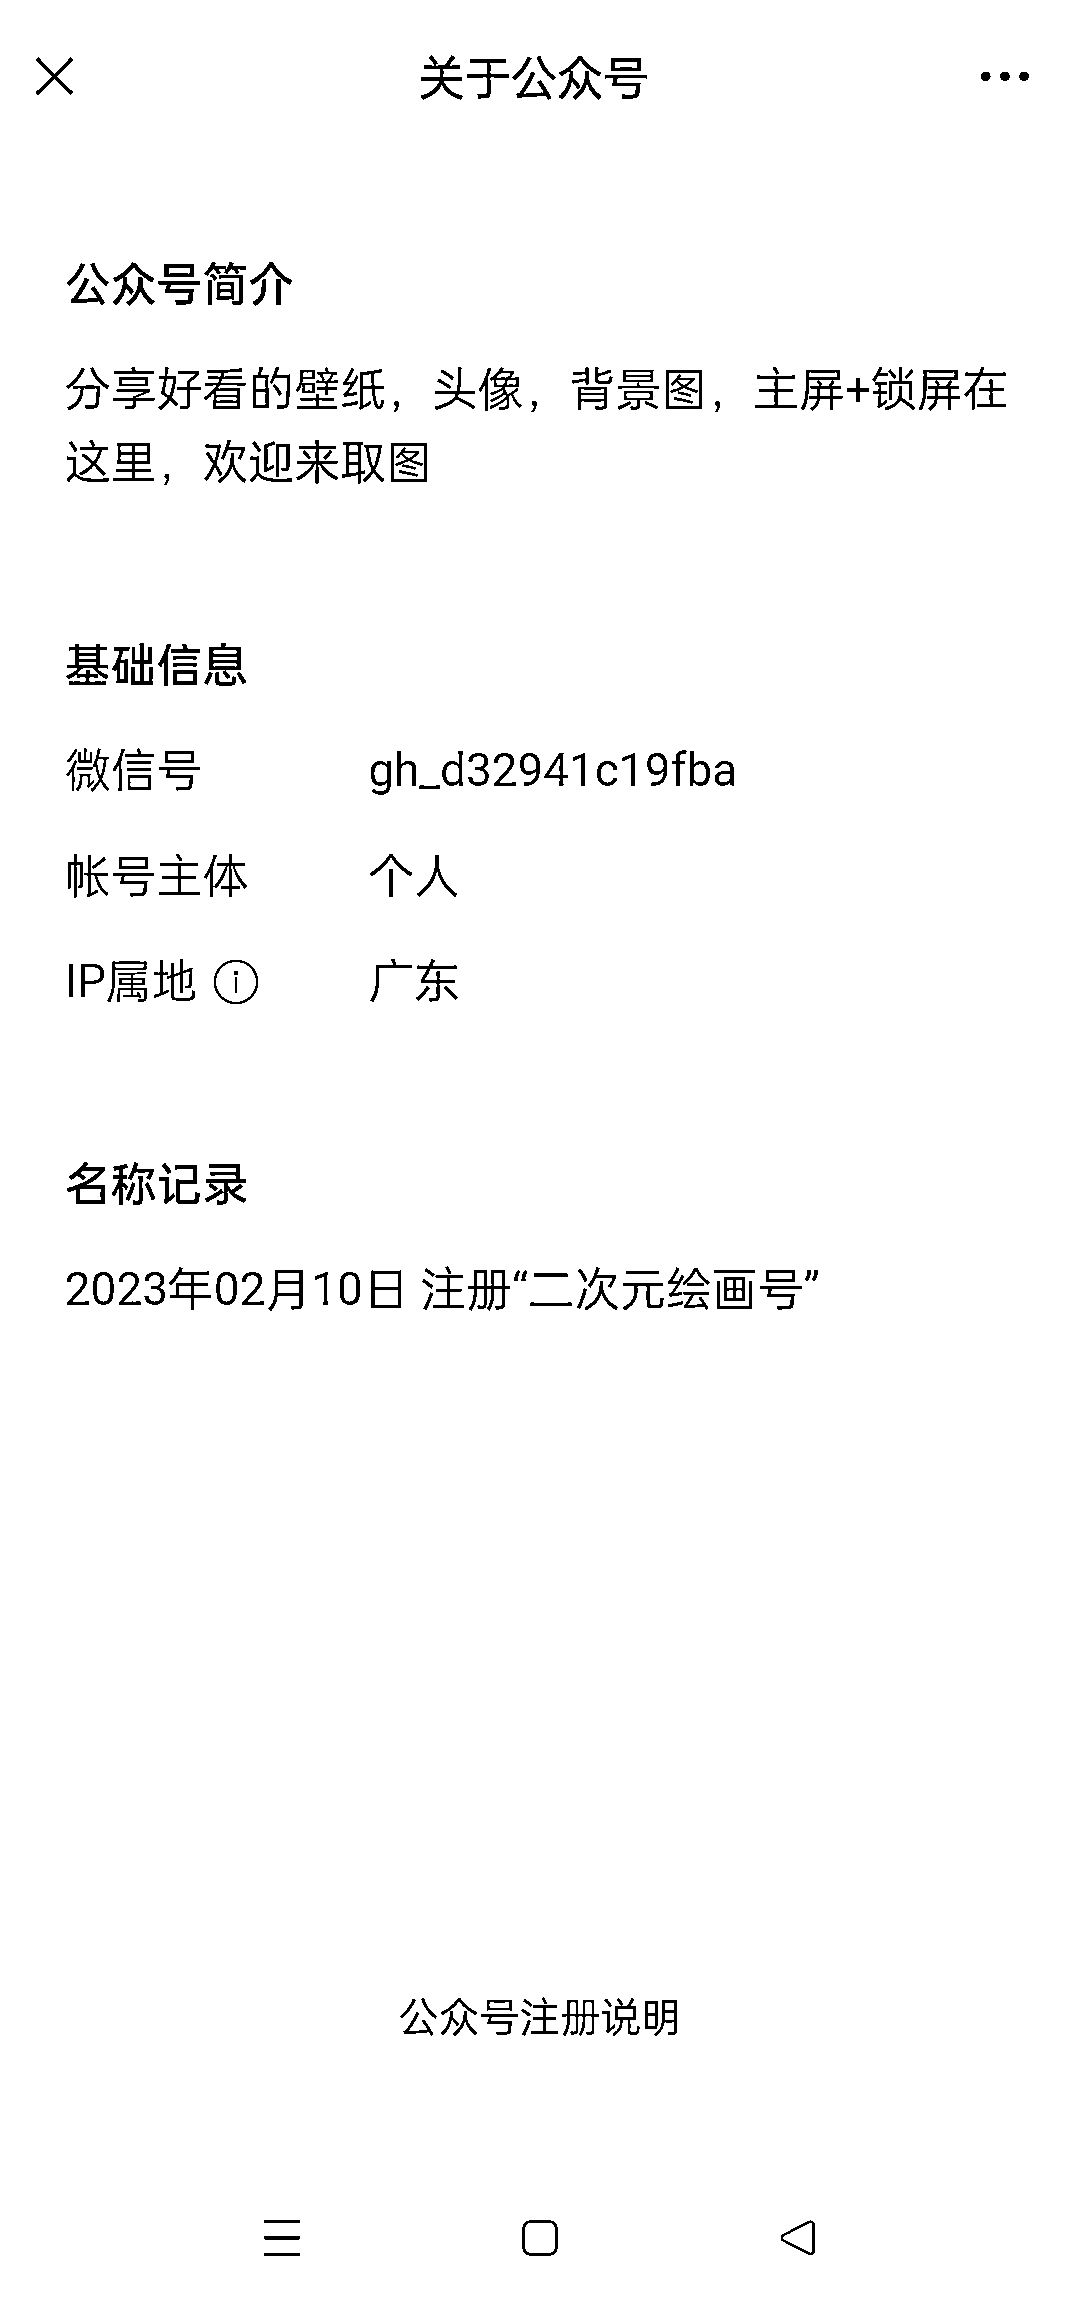 关于公众号
公众号简介
分享好看的壁纸，头像，背景图，主屏+锁屏在
这里，欢迎来取图
基础信息
微信号 gh_d32941c19fba
帐号主体 个人
IP属地 广东
名称记录
2023年02月10日 注册“二次元绘画号”
公众号注册说明